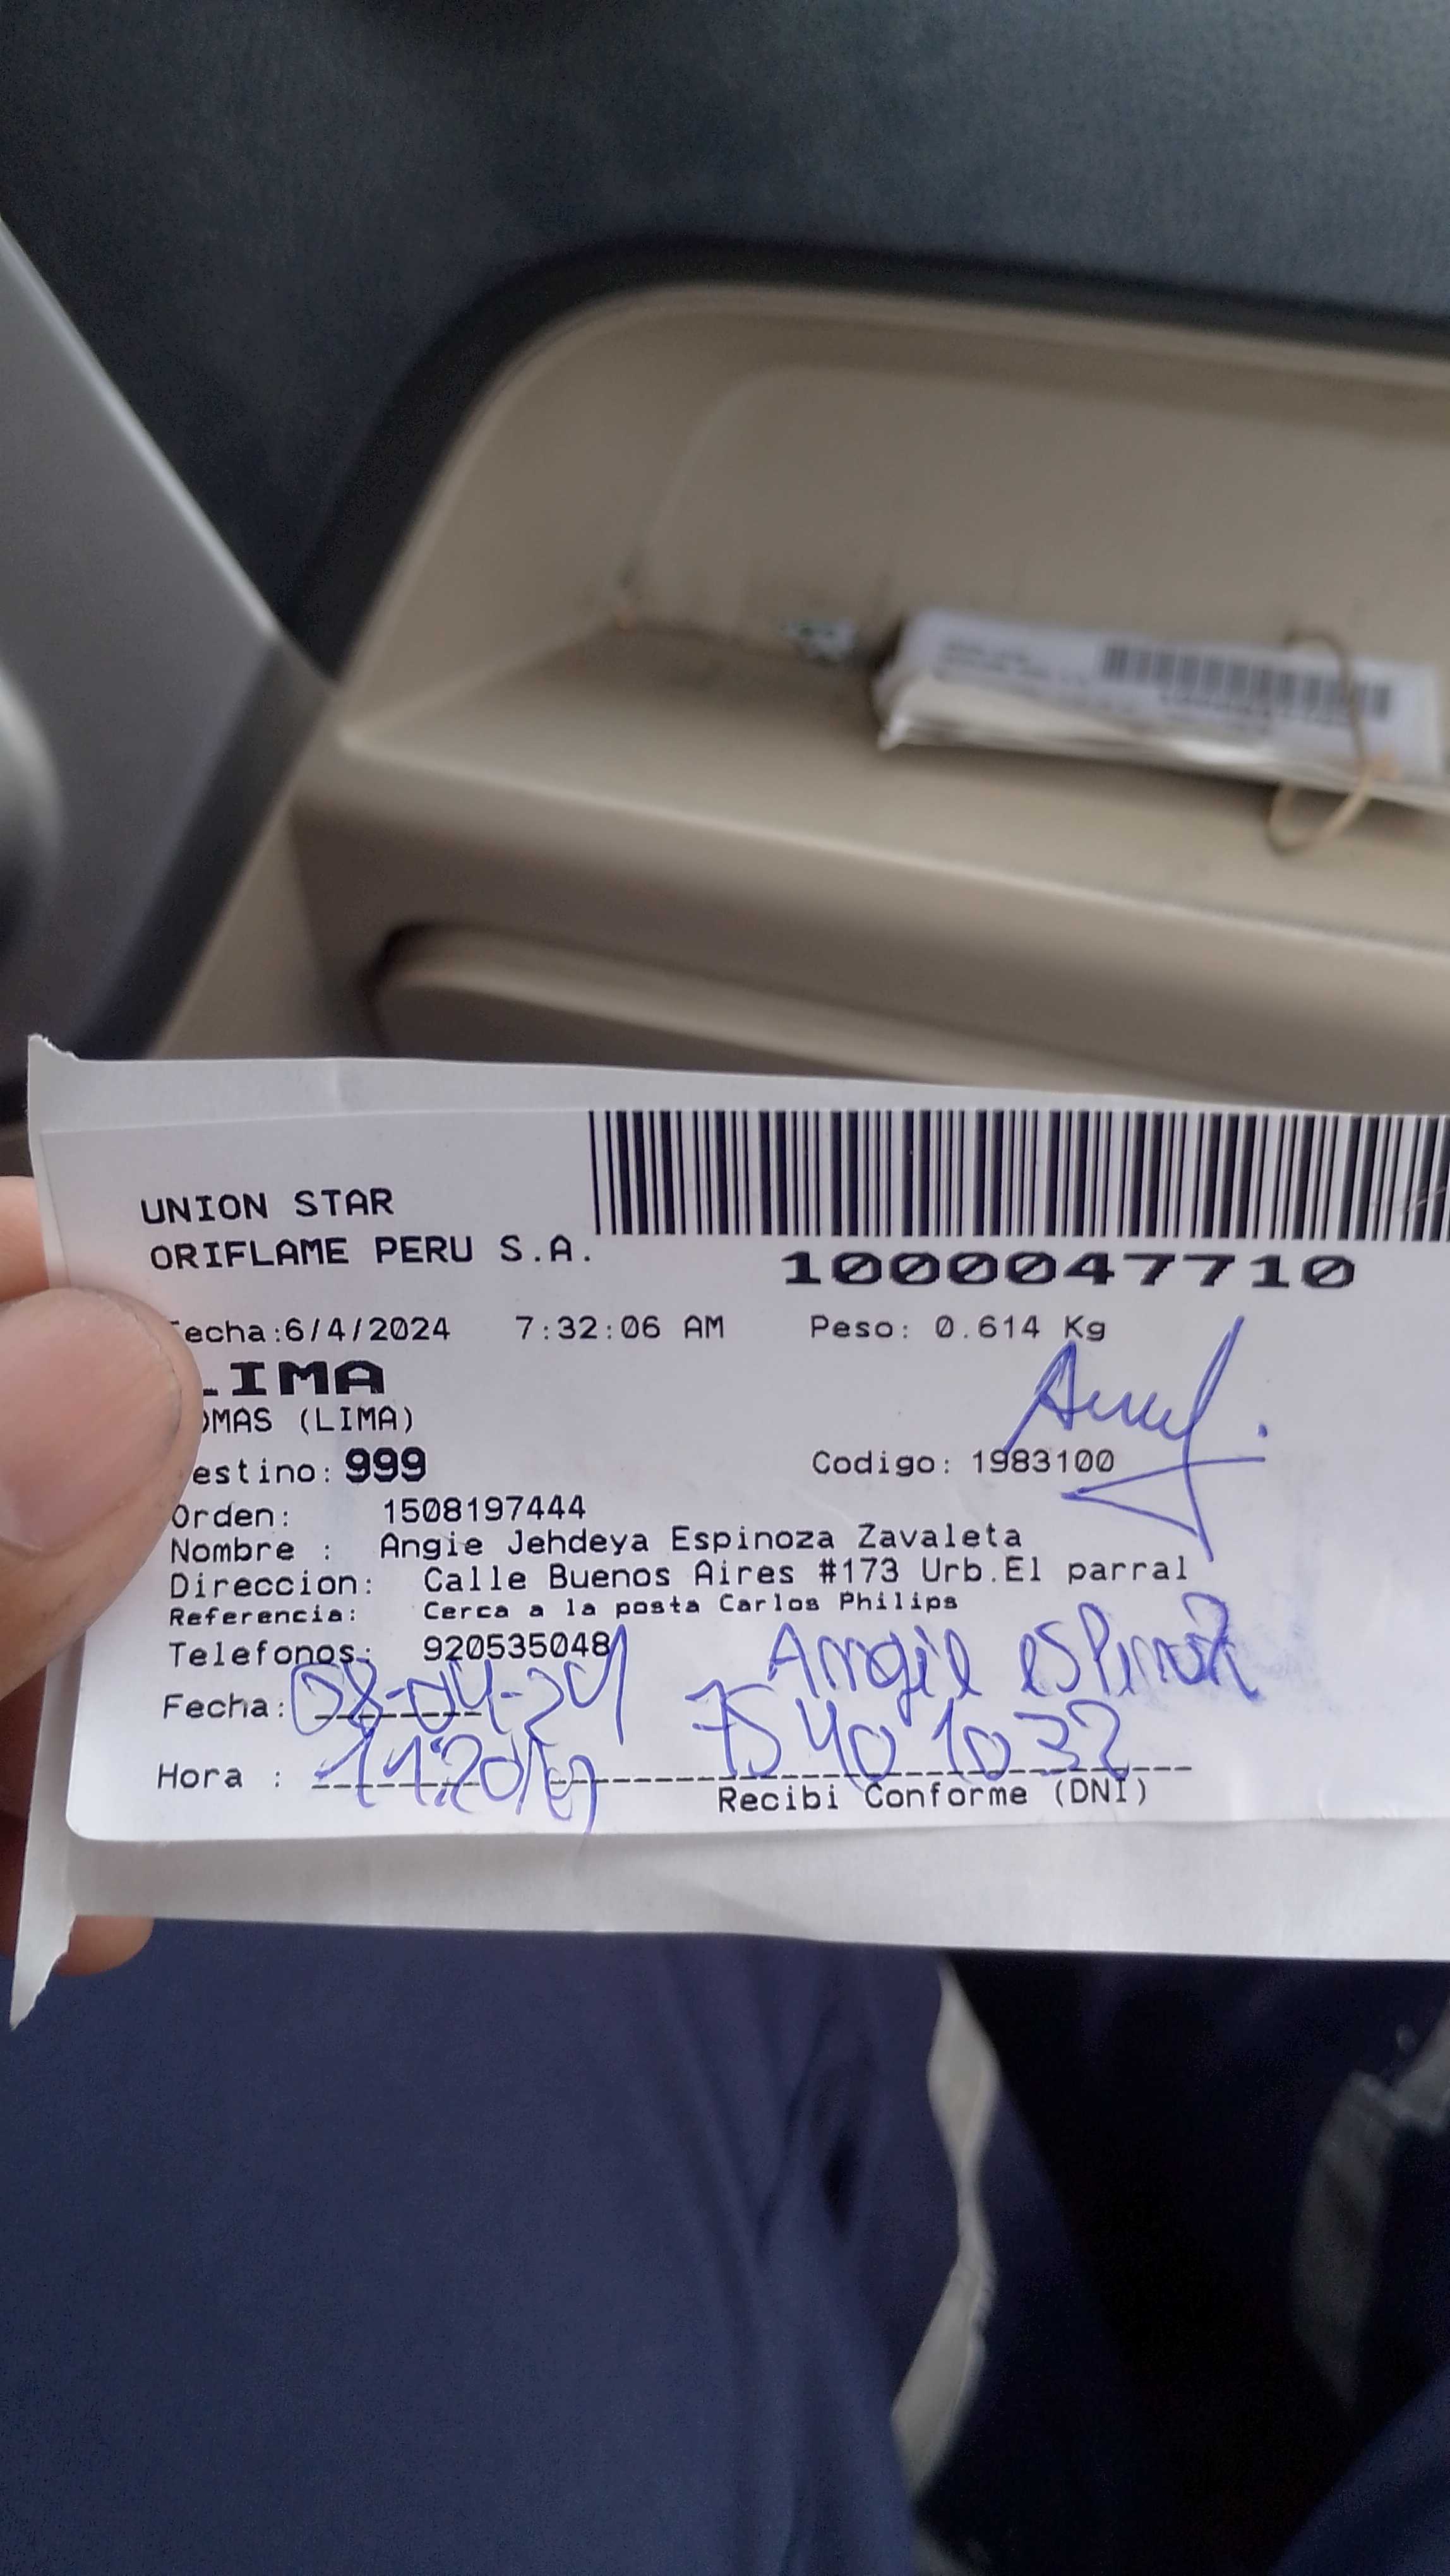 UNION STAR
ORIFLAME PERU S.A.
1000047710
echa:6/4/2024 7:32:06 AM Peso: 0.614 Kg
LIMA
OMAS (LIMA)
estino: 999 Codigo: 1983100
Orden: 1508197444
Nombre : Angie Jehdeya Espinoza Zavaleta
Direccion: Calle Buenos Aires #173 Urb.El parral
Referencia: Cerca a la posta Carlos Philips
Telefonos: 920535048
Angie espinoza
Fecha: 08-04-24 75401032
Hora : 11:20
Recibi Conforme (DNI)